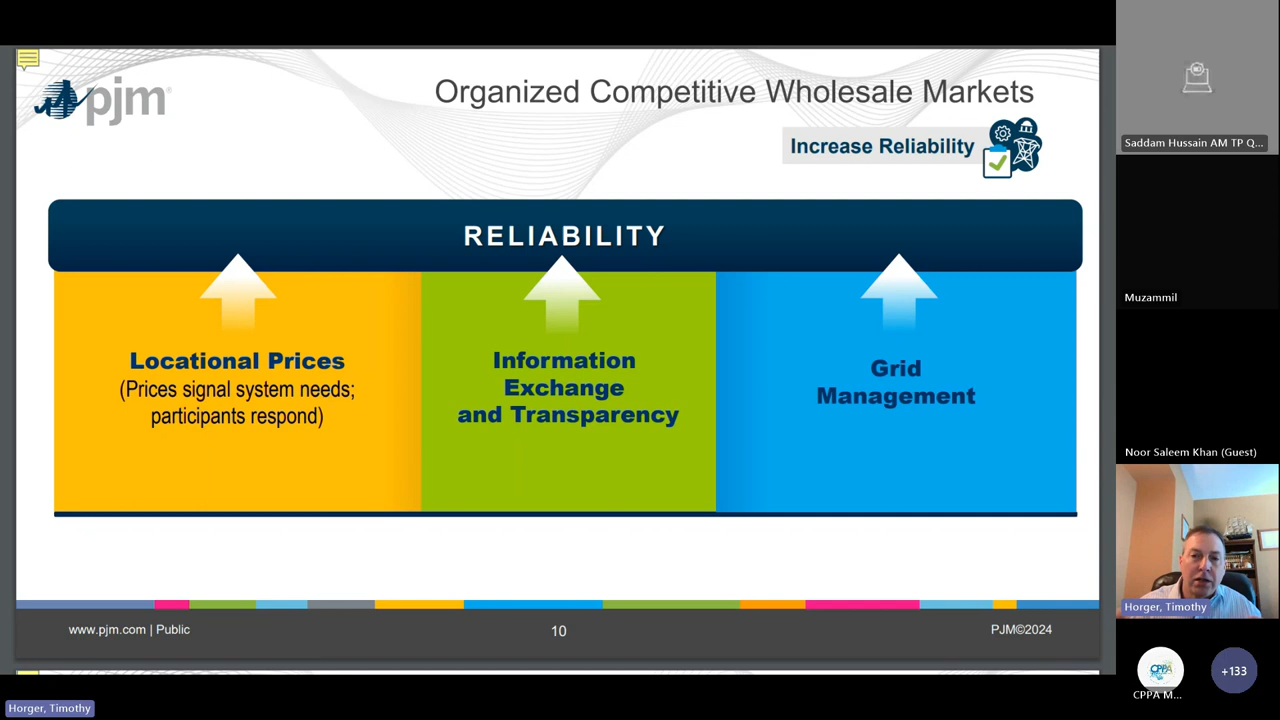 pjm
Organized Competitive Wholesale Markets
Increase Reliability
RELIABILITY
Locational Prices
(Prices signal system needs;
participants respond)
Information
Exchange
and Transparency
Grid
Management
www.pjm.com | Public
10
PJM©2024
Saddam Hussain AM TP Q...
Muzammil
Noor Saleem Khan (Guest)
Horger, Timothy
CPPA
CPPA M...
+133
Horger, Timothy